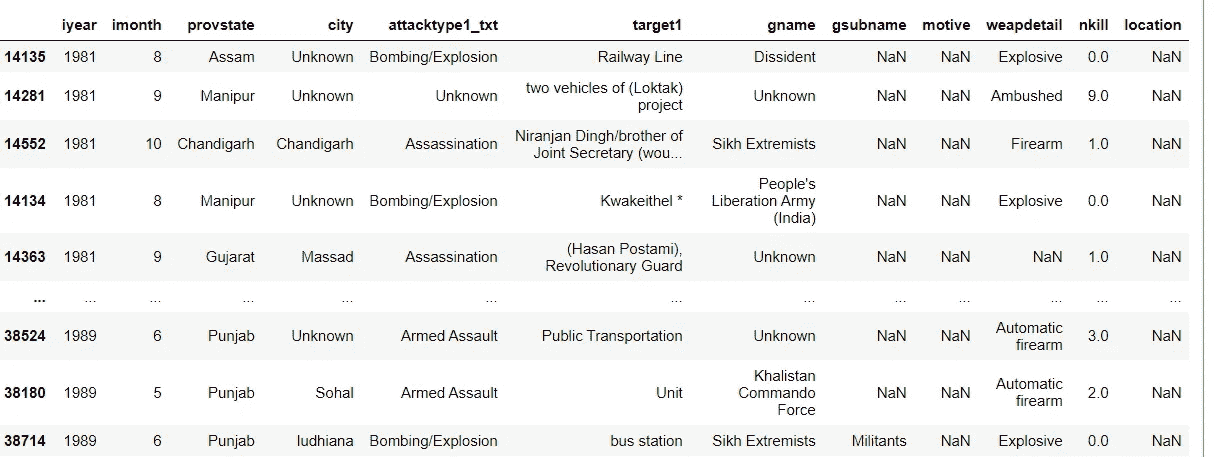 iyear imonth provstate city attacktype1_txt target1 gname gsubname motive weapdetail nkill location
14135 1981 8 Assam Unknown Bombing/Explosion Railway Line Dissident NaN NaN Explosive 0.0 NaN
two vehicles of (Loktak)
14281 1981 9 Manipur Unknown Unknown Unknown NaN NaN Ambushed 9.0 NaN
project
Niranjan Dingh/brother of
14552 1981 10 Chandigarh Chandigarh Assassination Sikh Extremists NaN NaN Firearm 1.0 NaN
Joint Secretary (wou...
People's
14134 1981 8 Manipur Unknown Bombing/Explosion Kwakeithel * Liberation Army NaN NaN Explosive 0.0 NaN
(India)
(Hasan Postami),
14363 1981 9 Gujarat Massad Assassination Unknown NaN NaN NaN 1.0 NaN
Revolutionary Guard
... ... ... ... ... ... ... ... ... ... ... ... ...
Automatic
38524 1989 6 Punjab Unknown Armed Assault Public Transportation Unknown NaN NaN 3.0 NaN
firearm
Khalistan Automatic
38180 1989 5 Punjab Sohal Armed Assault Unit Commando NaN NaN 2.0 NaN
Force firearm
38714 1989 6 Punjab ludhiana Bombing/Explosion bus station Sikh Extremists Militants NaN Explosive 0.0 NaN